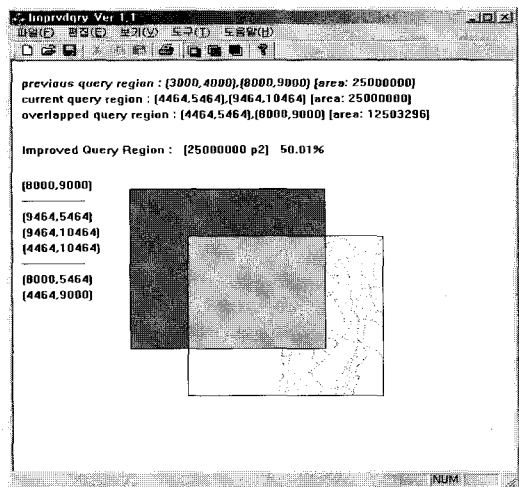 Imprvdqry Ver 1.1
파일(F) 편집(E) 보기(V) 도구(T) 도움말(H)
previous query region : (3000,4000),(8000,9000) [area: 25000000]
current query region : (4464,5464),(9464,10464) [area: 25000000]
overlapped query region : (4464,5464),(8000,9000) [area: 12503296]
Improved Query Region : [25000000 p2] 50.01%
(8000,9000)
(9464,5464)
(9464,10464)
(4464,10464)
(8000,5464)
(4464,9000)
NUM